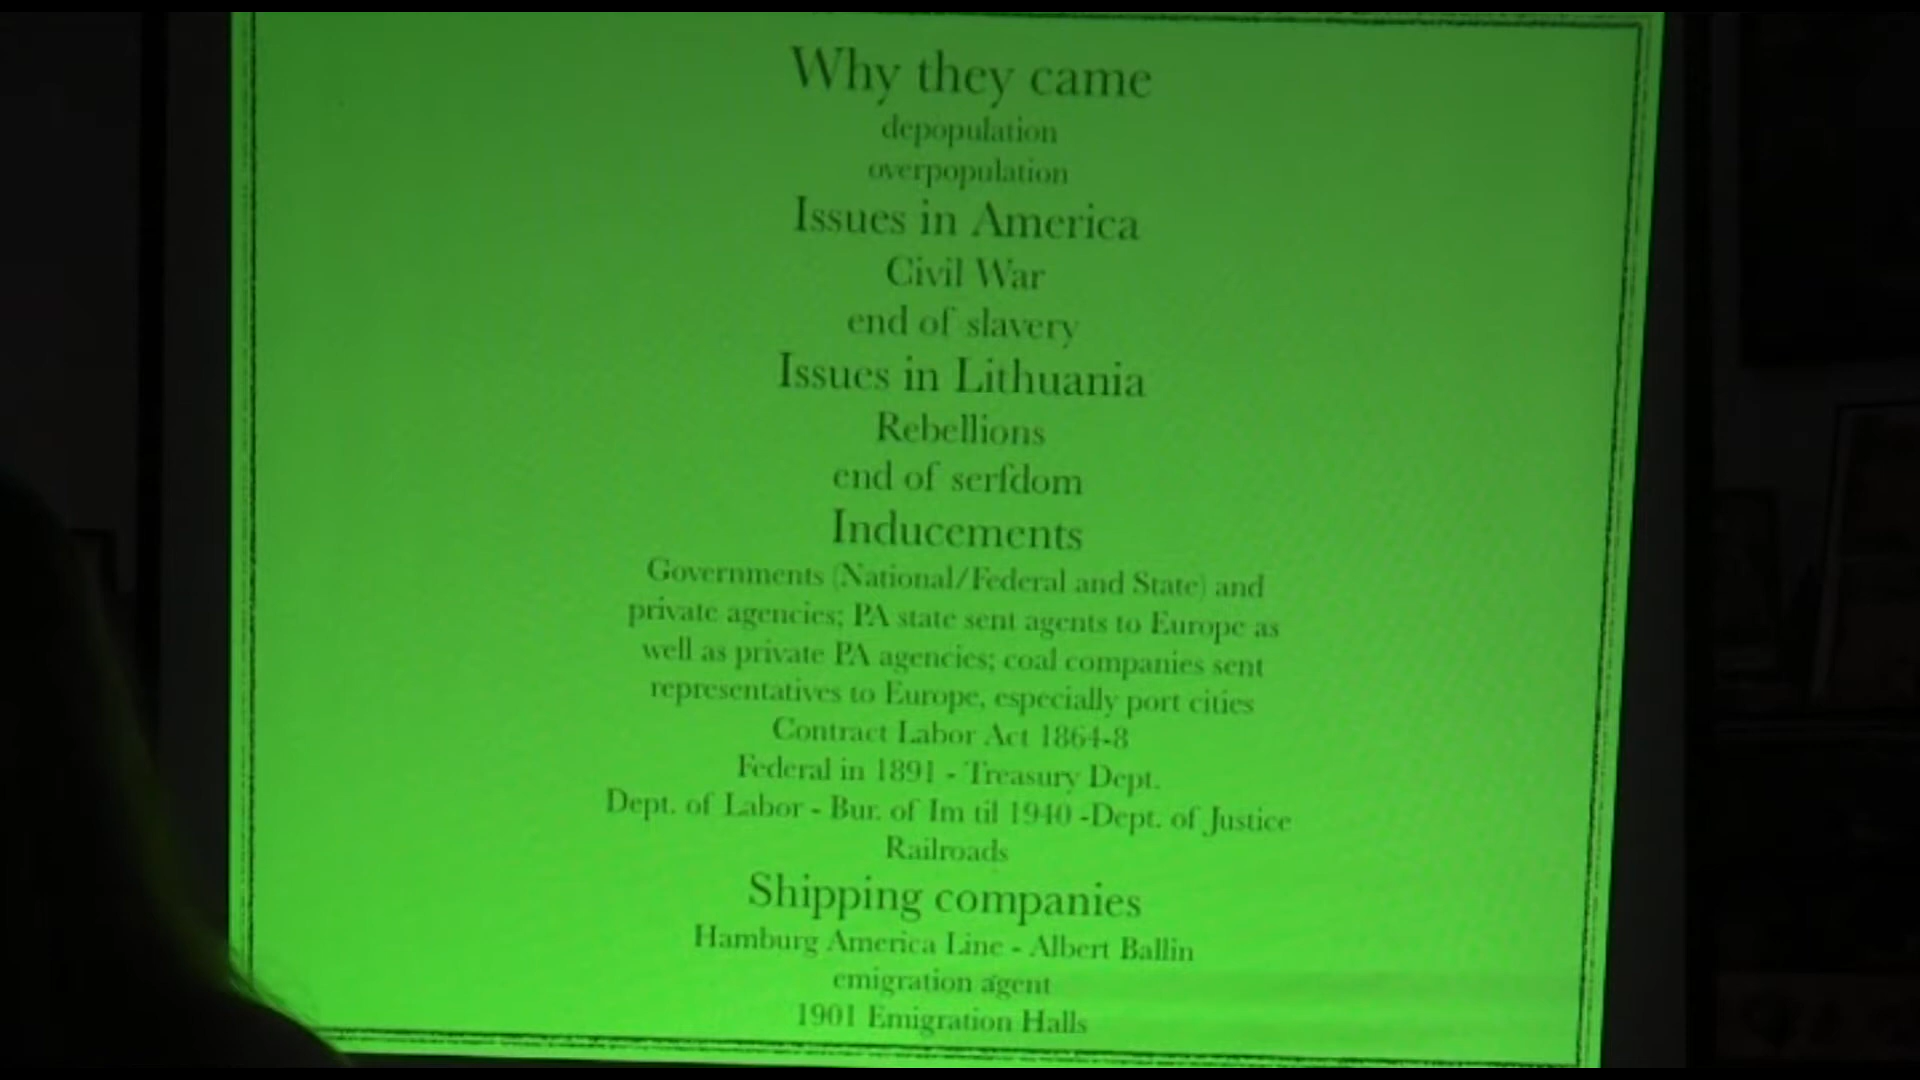 Why they came
depopulation
overpopulation
Issues in America
Civil War
end of slavery
Issues in Lithuania
Rebellions
end of serfdom
Inducements
Governments (National/Federal and State) and
private agencies; PA state sent agents to Europe as
well as private PA agencies; coal companies sent
representatives to Europe, especially port cities
Contract Labor Act 1864-8
Federal in 1891 - Treasury Dept.
Dept. of Labor - Bur. of Im til 1940 -Dept. of Justice
Railroads
Shipping companies
Hamburg America Line - Albert Ballin
emigration agent
1901 Emigration Halls